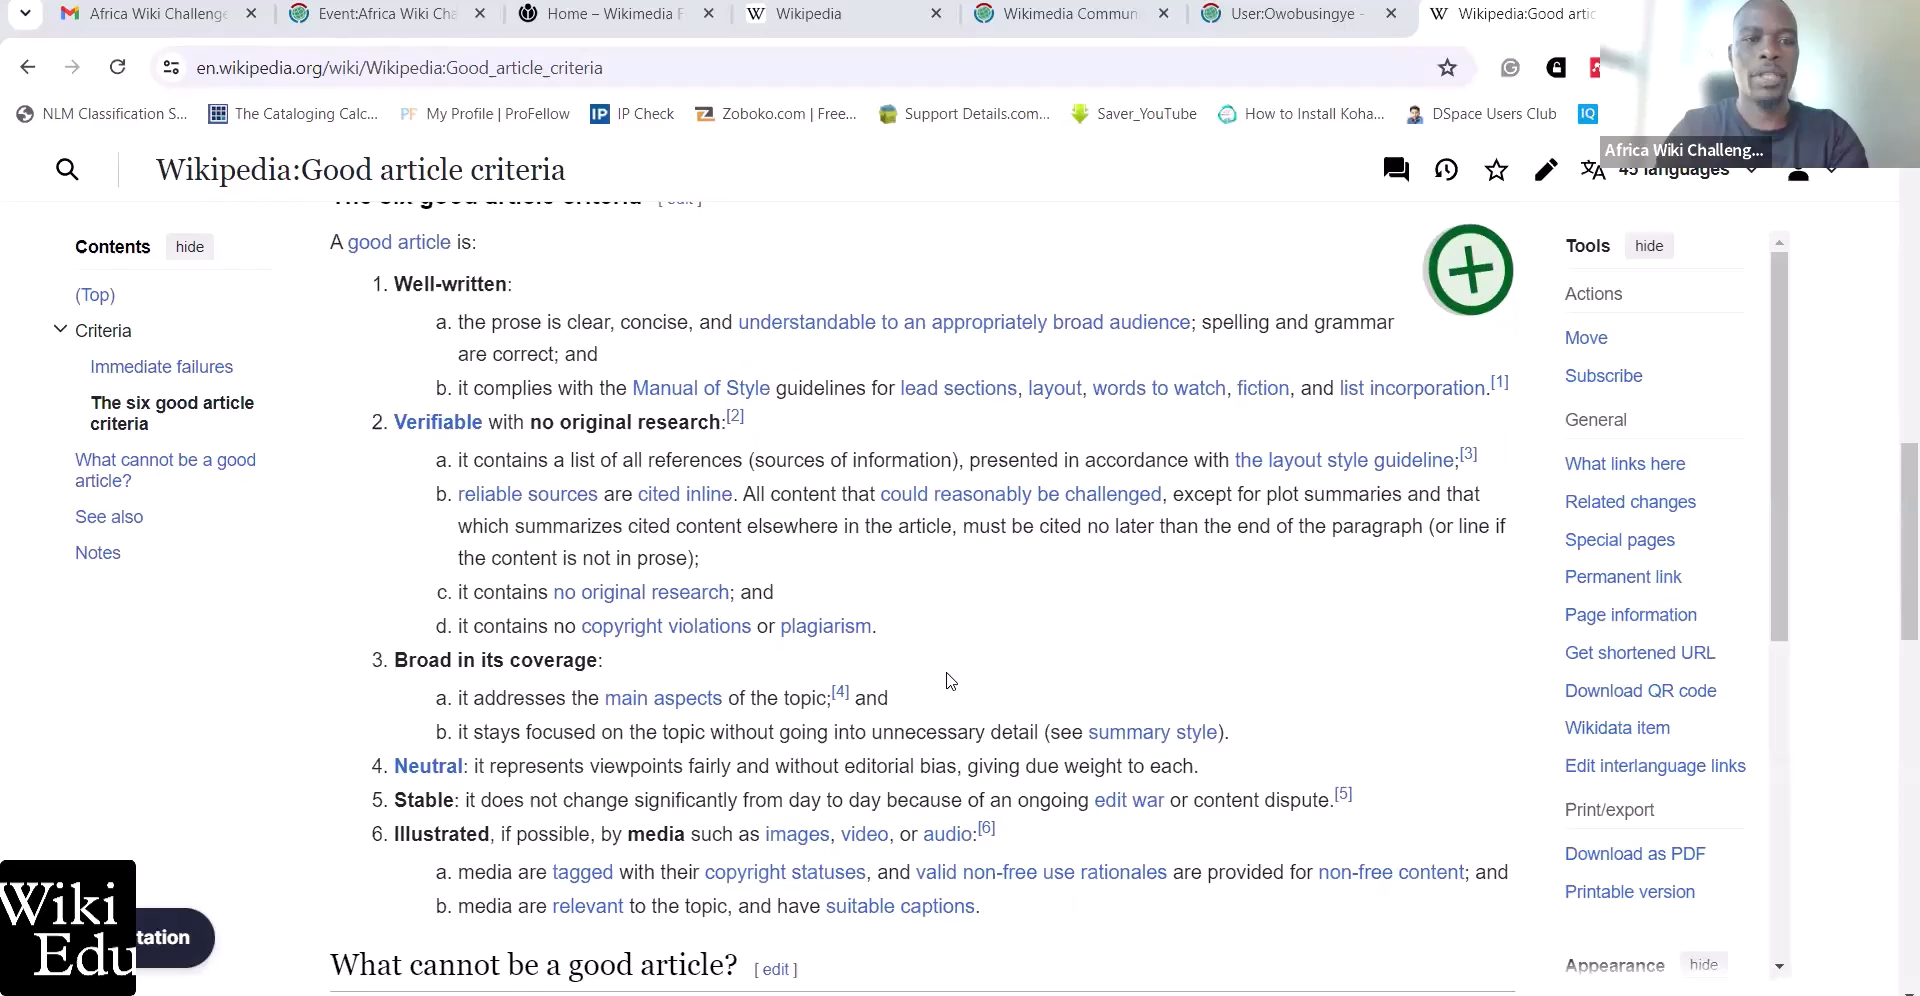 Africa Wiki Challenge
Event:Africa Wiki Cha
Home – Wikimedia F
Wikipedia
Wikimedia Commun
User:Owobusingye -
Wikipedia:Good artic
en.wikipedia.org/wiki/Wikipedia:Good_article_criteria
NLM Classification S...
The Cataloging Calc...
PF My Profile | ProFellow
IP IP Check
Zoboko.com | Free...
Support Details.com...
Saver_YouTube
How to Install Koha...
DSpace Users Club
IQ
Africa Wiki Challeng...
Wikipedia:Good article criteria
45 languages
The six good article criteria [ edit ]
Contents hide
(Top)
Criteria
Immediate failures
The six good article
criteria
What cannot be a good
article?
See also
Notes
A good article is:
1. Well-written:
a. the prose is clear, concise, and understandable to an appropriately broad audience; spelling and grammar
are correct; and
b. it complies with the Manual of Style guidelines for lead sections, layout, words to watch, fiction, and list incorporation.[1]
2. Verifiable with no original research:[2]
a. it contains a list of all references (sources of information), presented in accordance with the layout style guideline;[3]
b. reliable sources are cited inline. All content that could reasonably be challenged, except for plot summaries and that
which summarizes cited content elsewhere in the article, must be cited no later than the end of the paragraph (or line if
the content is not in prose);
c. it contains no original research; and
d. it contains no copyright violations or plagiarism.
3. Broad in its coverage:
a. it addresses the main aspects of the topic;[4] and
b. it stays focused on the topic without going into unnecessary detail (see summary style).
4. Neutral: it represents viewpoints fairly and without editorial bias, giving due weight to each.
5. Stable: it does not change significantly from day to day because of an ongoing edit war or content dispute.[5]
6. Illustrated, if possible, by media such as images, video, or audio:[6]
a. media are tagged with their copyright statuses, and valid non-free use rationales are provided for non-free content; and
b. media are relevant to the topic, and have suitable captions.
What cannot be a good article? [ edit ]
Tools hide
Actions
Move
Subscribe
General
What links here
Related changes
Special pages
Permanent link
Page information
Get shortened URL
Download QR code
Wikidata item
Edit interlanguage links
Print/export
Download as PDF
Printable version
Appearance hide
Wiki
Edu
tation